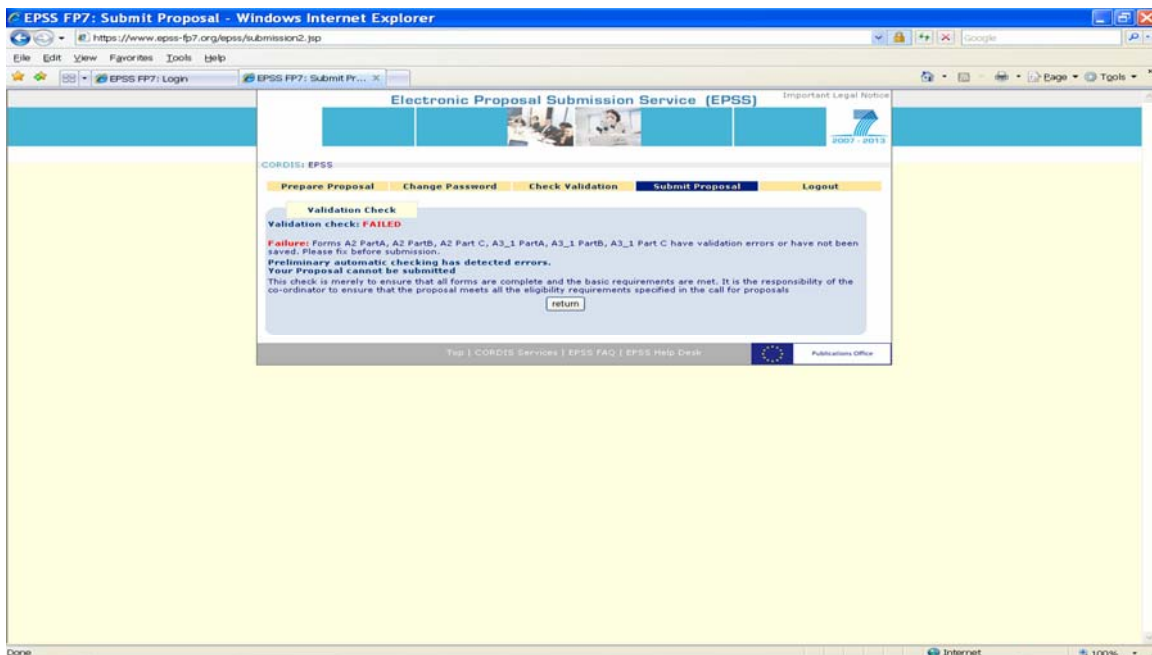 EPSS FP7: Submit Proposal - Windows Internet Explorer
https://www.epss-fp7.org/epss/submission2.jsp
Google
File Edit View Favorites Tools Help
EPSS FP7: Login
EPSS FP7: Submit Pr...
Page Tools
Electronic Proposal Submission Service (EPSS)
Important Legal Notice
7
2007 - 2013
CORDIS: EPSS
Prepare Proposal Change Password Check Validation Submit Proposal Logout
Validation Check
Validation check: FAILED
Failure: Forms A2 PartA, A2 PartB, A2 Part C, A3_1 PartA, A3_1 PartB, A3_1 Part C have validation errors or have not been
saved. Please fix before submission.
Preliminary automatic checking has detected errors.
Your Proposal cannot be submitted
This check is merely to ensure that all forms are complete and the basic requirements are met. It is the responsibility of the
co-ordinator to ensure that the proposal meets all the eligibility requirements specified in the call for proposals
return
Top | CORDIS Services | EPSS FAQ | EPSS Help Desk
Publications Office
Done
Internet
100%